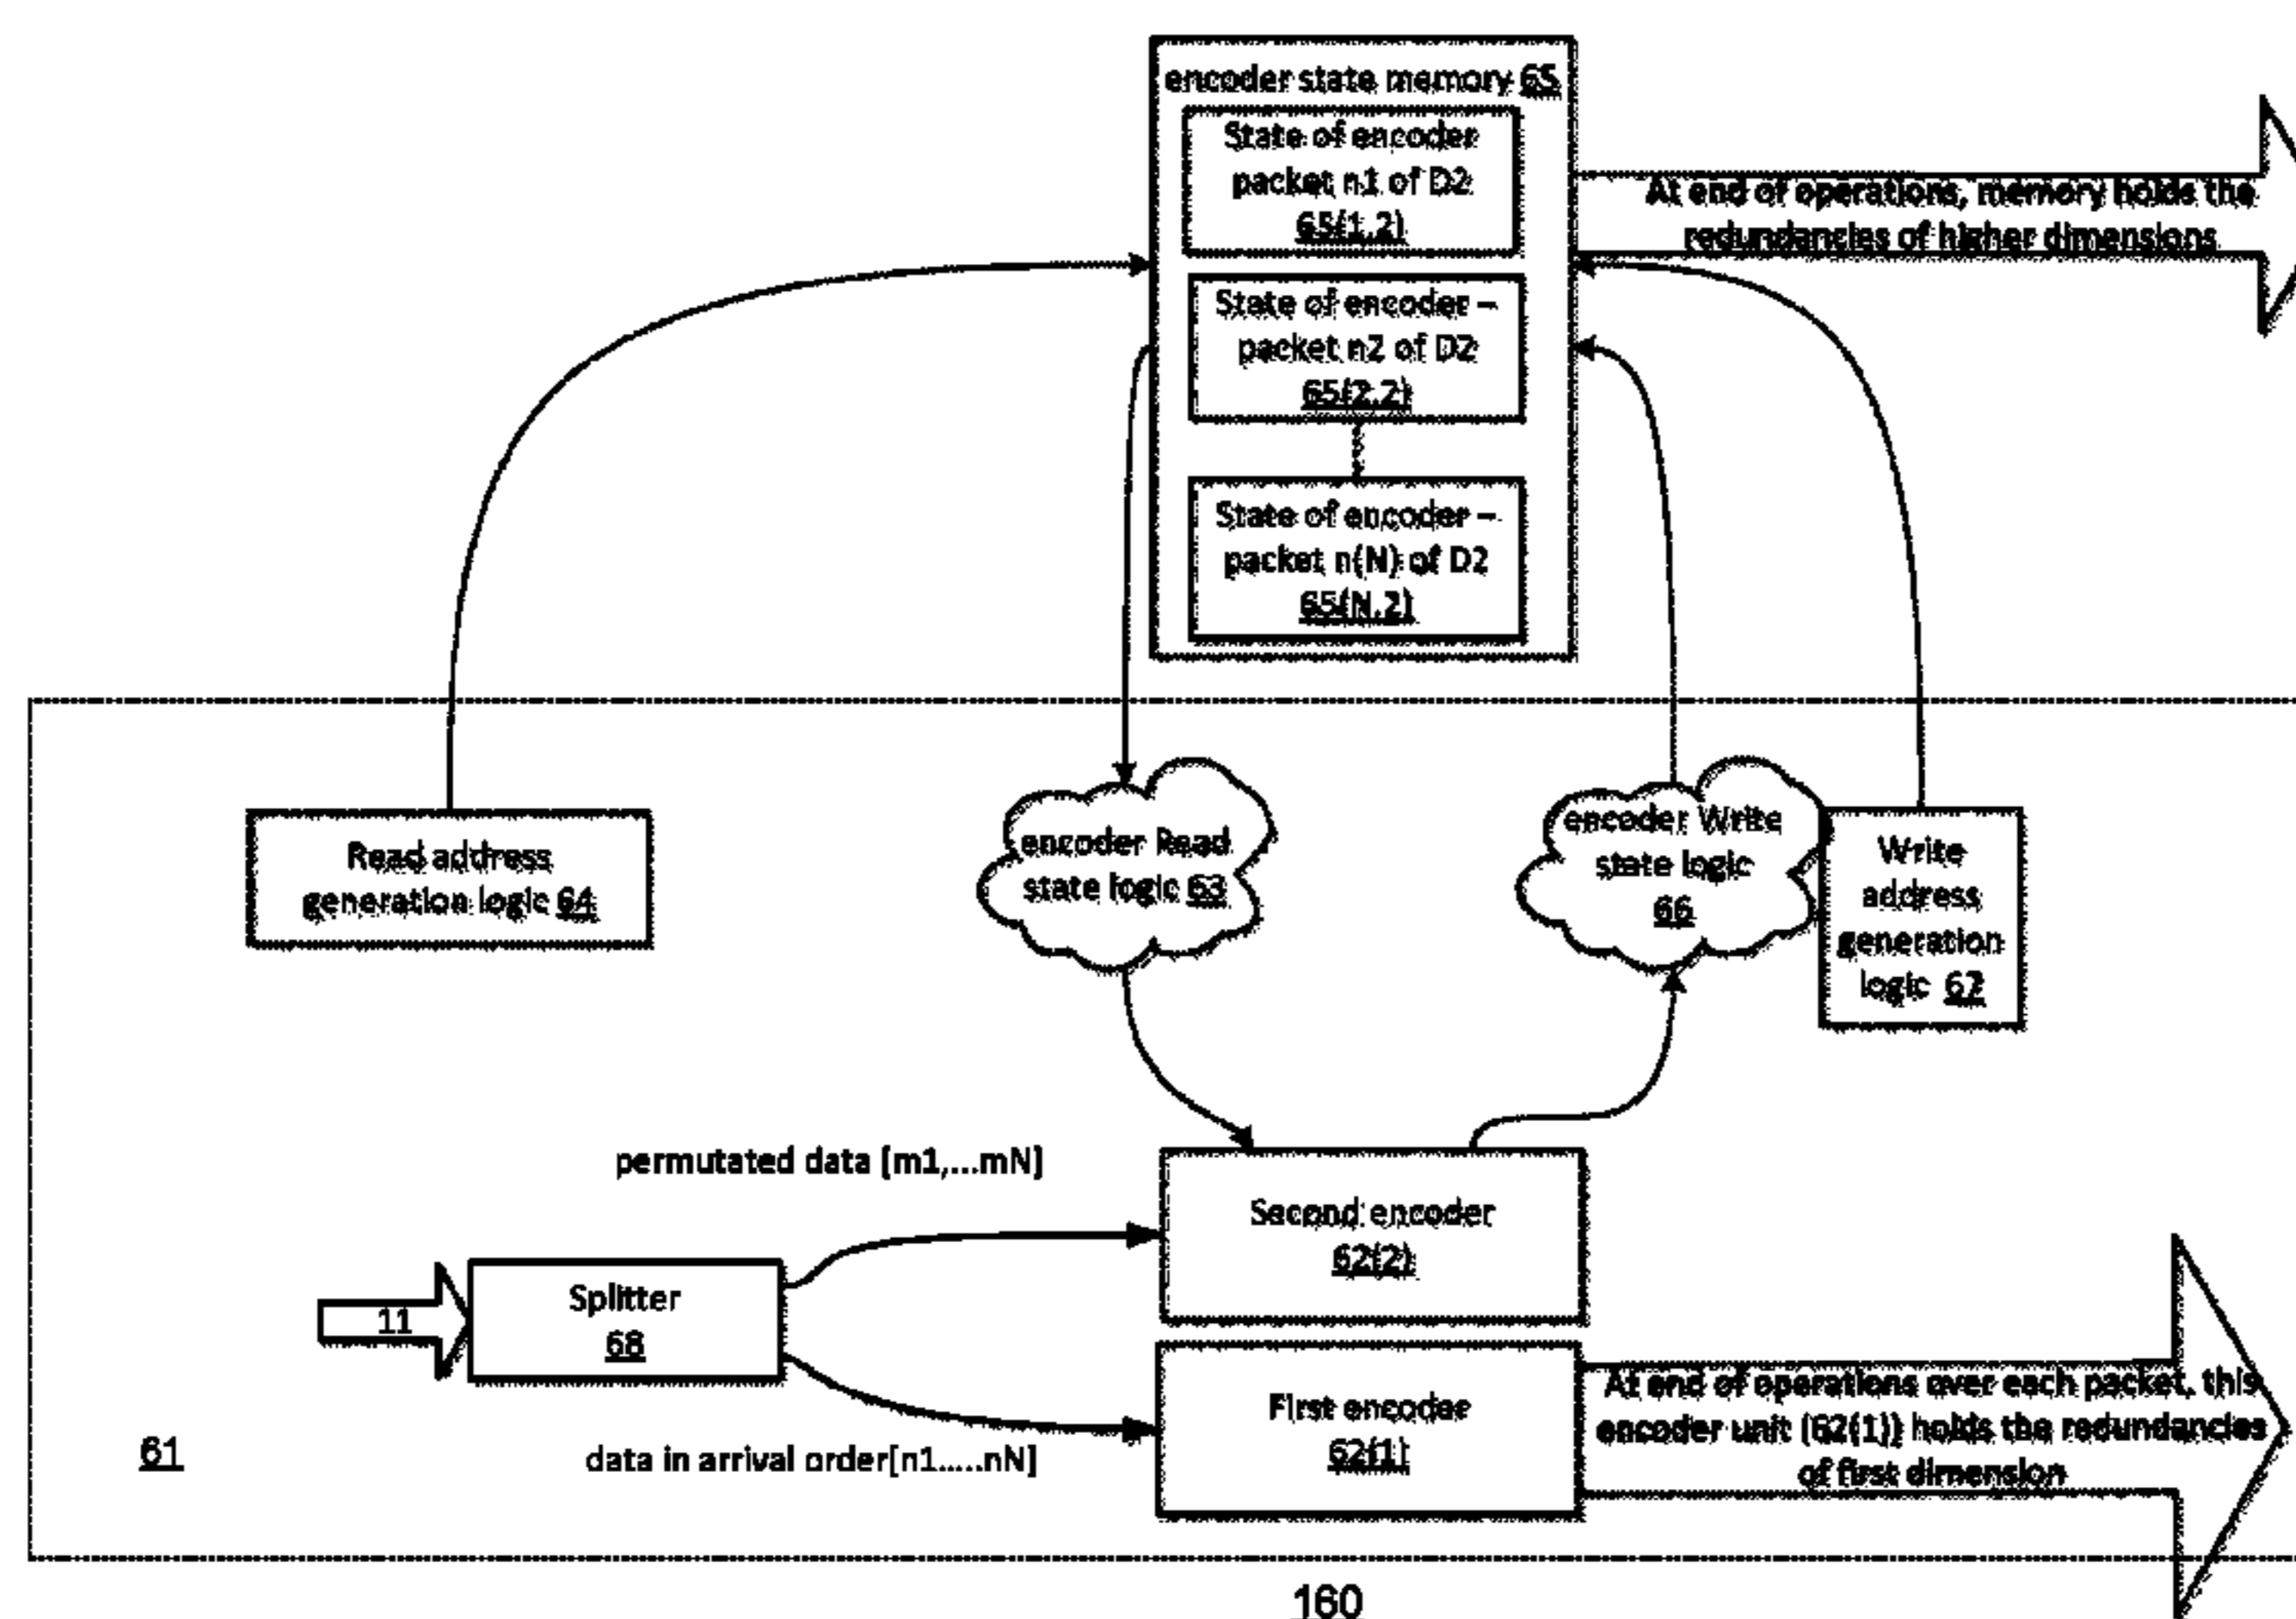 encoder state memory 65
State of encoder
packet n1 of D2
65(1.2)
At end of operations, memory holds the
redundancies of higher dimensions
State of encoder –
packet n2 of D2
65(2.2)
State of encoder –
packet n(N) of D2
65(N.2)
Read address
generation logic 64
encoder Read
state logic 63
encoder Write
state logic
66
Write
address
generation
logic 67
permutated data [m1,...mN]
Second encoder
62(2)
11
Splitter
68
First encoder
62(1)
At end of operations over each packet, this
encoder unit (62(1)) holds the redundancies
of first dimension
data in arrival order[n1.....nN]
61
160